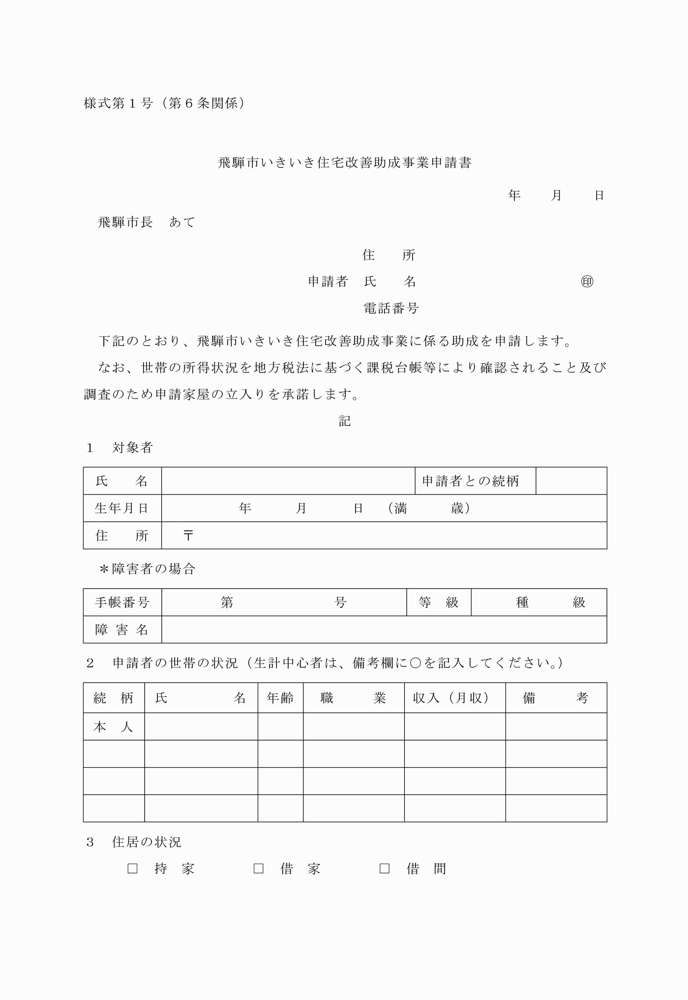 様式第１号（第６条関係）
飛騨市いきいき住宅改善助成事業申請書
年　　月　　日
飛騨市長　あて
住　　所
申請者　氏　　名　　　　　　　　　　　　㊞
電話番号
下記のとおり、飛騨市いきいき住宅改善助成事業に係る助成を申請します。
なお、世帯の所得状況を地方税法に基づく課税台帳等により確認されること及び
調査のため申請家屋の立入りを承諾します。
記
１　対象者
氏　　名　　申請者との続柄
生年月日　　年　　　月　　　日　（満　　　歳）
住　　所　　〒
＊障害者の場合
手帳番号　　第　　　　　　　号　　等　級　　種　　　級
障 害 名
２　申請者の世帯の状況（生計中心者は、備考欄に○を記入してください。）
続　柄　氏　　　　　名　年齢　職　　　業　収入（月収）　備　　　考
本　人
３　住居の状況
□　持　家　　　　□　借　家　　　　□　借　間